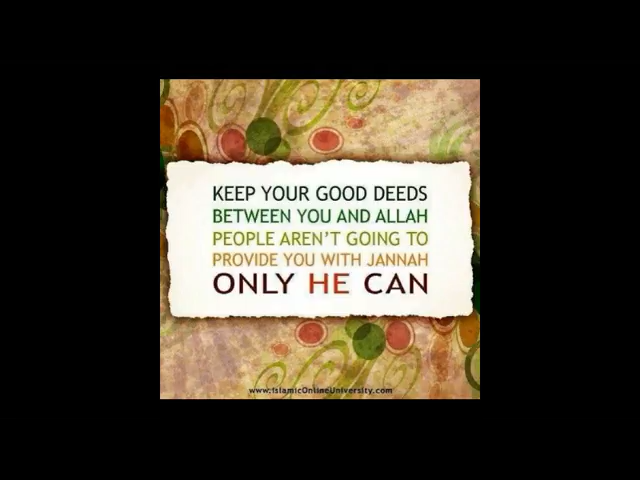 KEEP YOUR GOOD DEEDS
BETWEEN YOU AND ALLAH
PEOPLE AREN'T GOING TO
PROVIDE YOU WITH JANNAH
ONLY HE CAN
www.IslamicOnlineUniversity.com